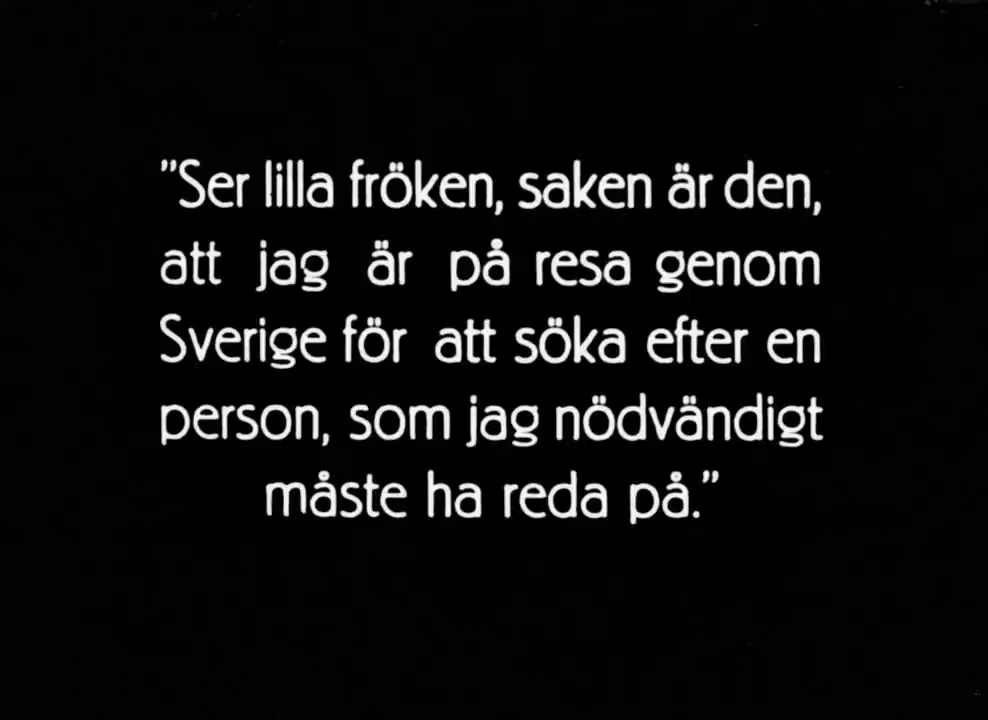 "Ser lilla fröken, saken är den,
att jag är på resa genom
Sverige för att söka efter en
person, som jag nödvändigt
måste ha reda på."